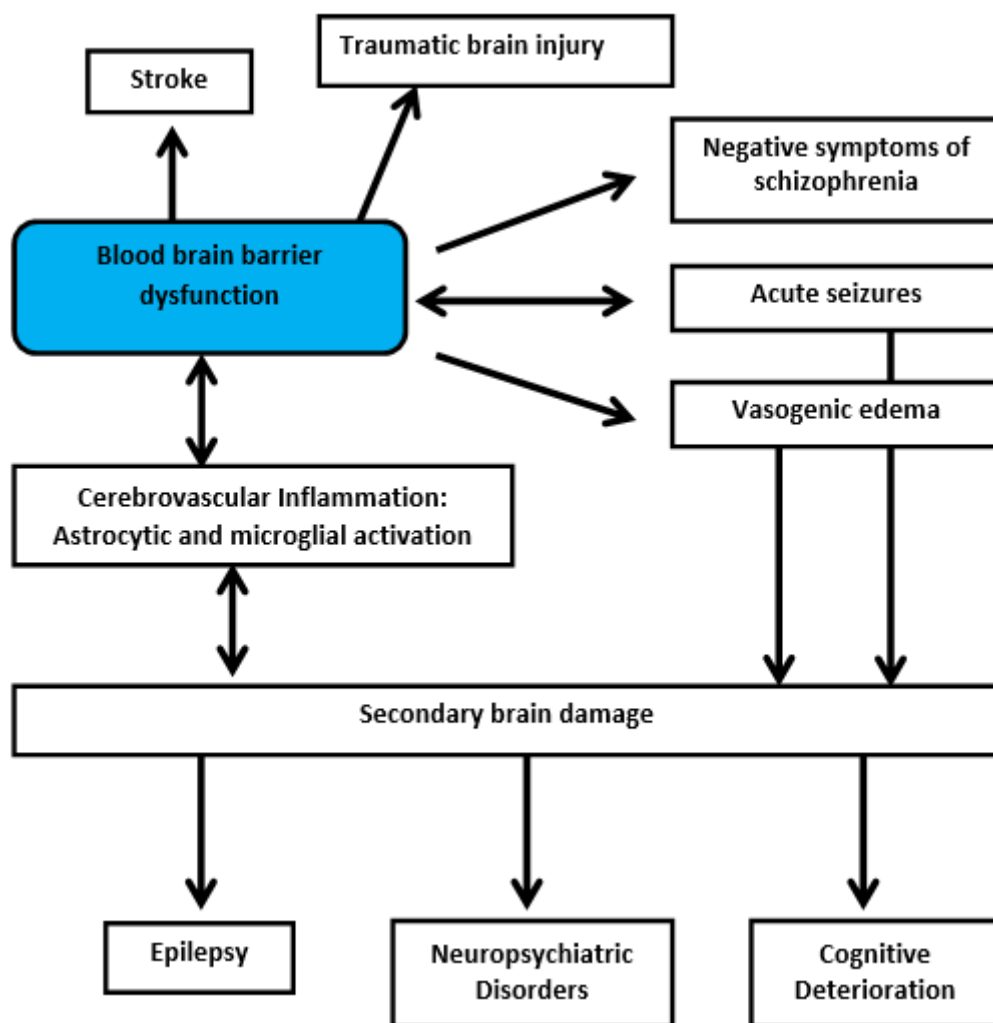 Traumatic brain injury
Stroke
Negative symptoms of
schizophrenia
Blood brain barrier
dysfunction
Acute seizures
Vasogenic edema
Cerebrovascular Inflammation:
Astrocytic and microglial activation
Secondary brain damage
Epilepsy
Neuropsychiatric
Disorders
Cognitive
Deterioration